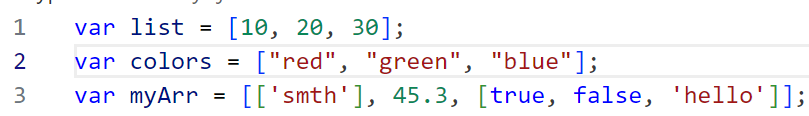 1 var list = [10, 20, 30];
2 var colors = ["red", "green", "blue"];
3 var myArr = [['smth'], 45.3, [true, false, 'hello']];